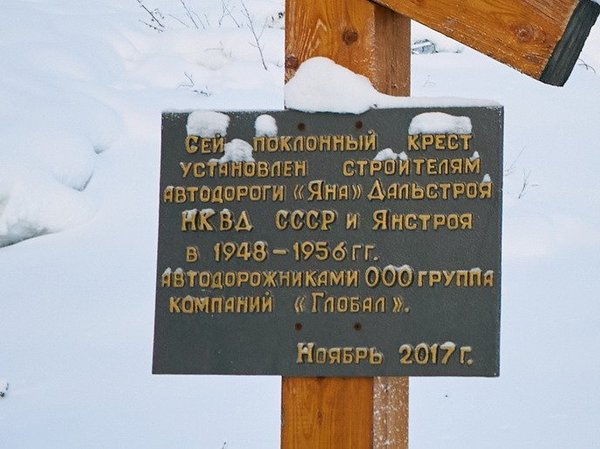 Сей поклонный крест
установлен строителям
автодороги «Яна» Дальстроя
НКВД СССР и Янстроя
в 1948-1956 гг.
автодорожниками ООО группа
компаний «Глобал».
Ноябрь 2017 г.